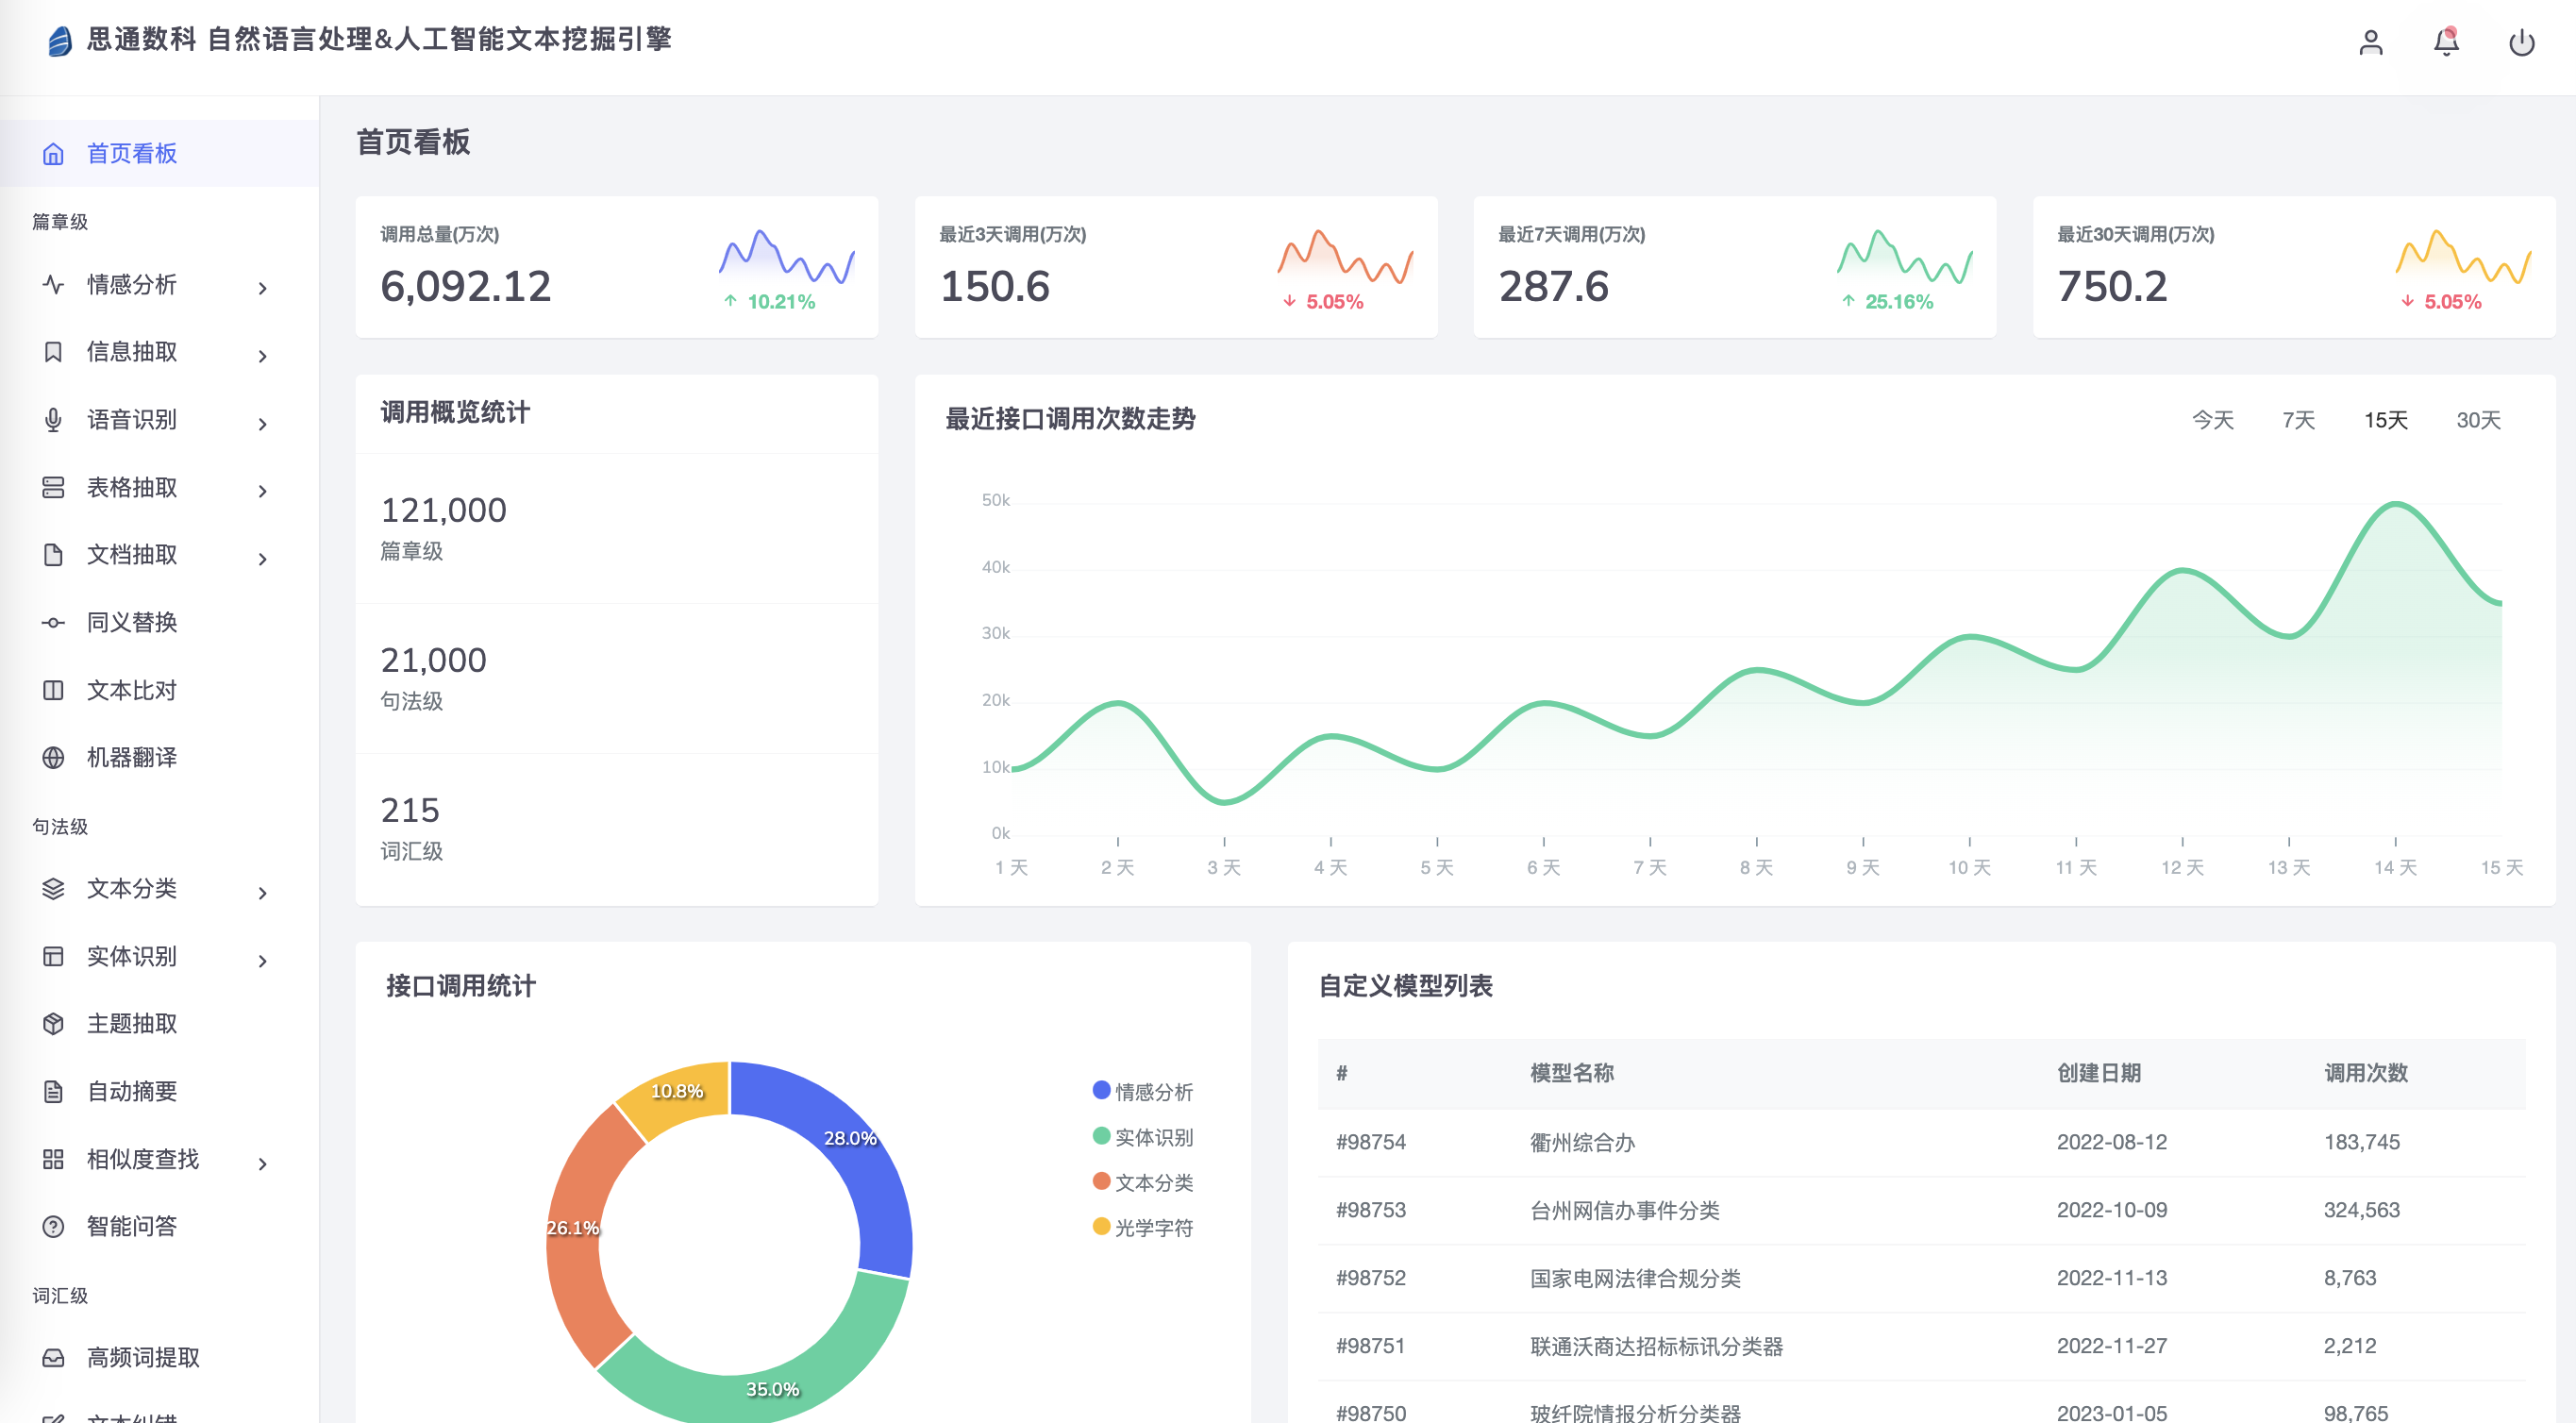 思通数科 自然语言处理&人工智能文本挖掘引擎
首页看板
篇章级
情感分析
信息抽取
语音识别
表格抽取
文档抽取
同义替换
文本比对
机器翻译
句法级
文本分类
实体识别
主题抽取
自动摘要
相似度查找
智能问答
词汇级
高频词提取
文本纠错
首页看板
调用总量(万次)
6,092.12
10.21%
最近3天调用(万次)
150.6
5.05%
最近7天调用(万次)
287.6
25.16%
最近30天调用(万次)
750.2
5.05%
调用概览统计
121,000
篇章级
21,000
句法级
215
词汇级
最近接口调用次数走势
今天 7天 15天 30天
50k
40k
30k
20k
10k
0k
1 天 2 天 3 天 4 天 5 天 6 天 7 天 8 天 9 天 10 天 11 天 12 天 13 天 14 天 15 天
接口调用统计
10.8%
28.0%
26.1%
35.0%
情感分析
实体识别
文本分类
光学字符
自定义模型列表
# 模型名称 创建日期 调用次数
#98754 衢州综合办 2022-08-12 183,745
#98753 台州网信办事件分类 2022-10-09 324,563
#98752 国家电网法律合规分类 2022-11-13 8,763
#98751 联通沃商达招标标讯分类器 2022-11-27 2,212
#98750 玻纤院情报分析分类器 2023-01-05 98,765